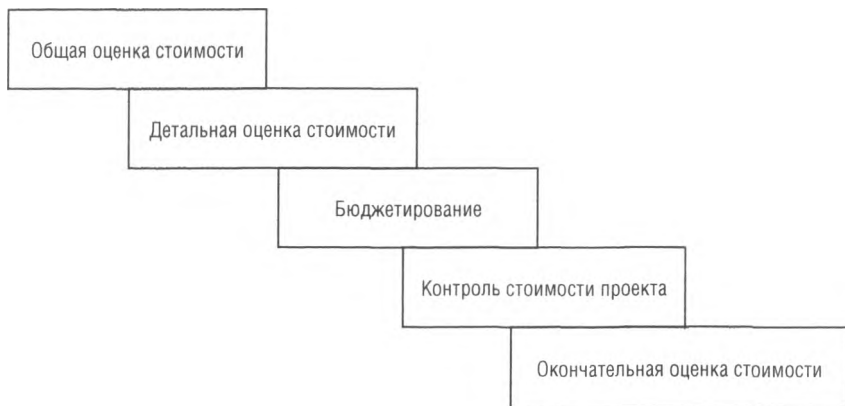 Общая оценка стоимости
Детальная оценка стоимости
Бюджетирование
Контроль стоимости проекта
Окончательная оценка стоимости